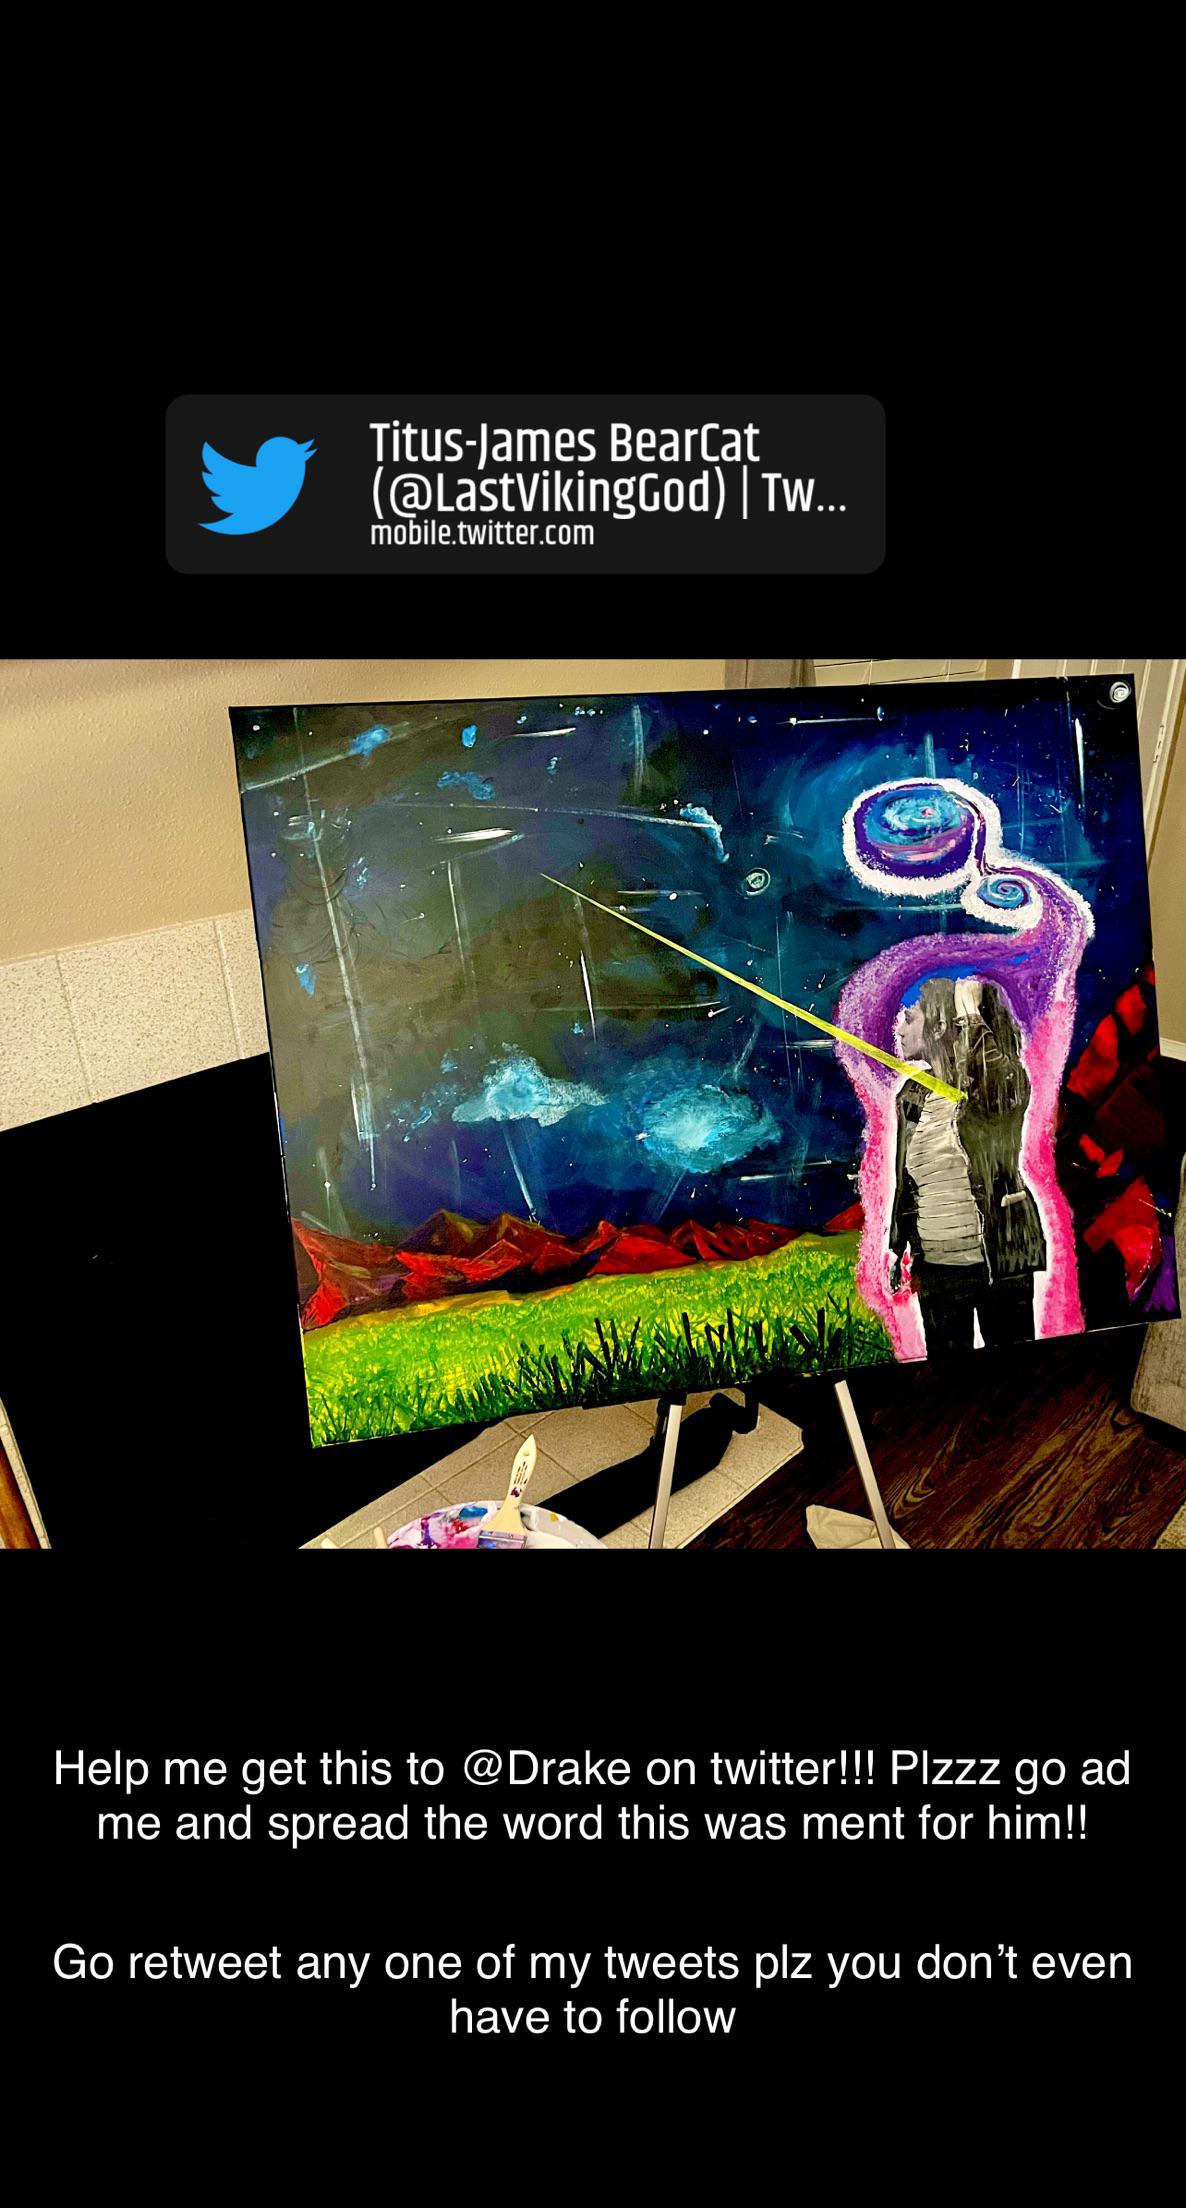 Titus-James BearCat
(@LastVikingGod) | Tw...
mobile.twitter.com
Help me get this to @Drake on twitter!!! Plzzz go ad
me and spread the word this was ment for him!!
Go retweet any one of my tweets plz you don’t even
have to follow